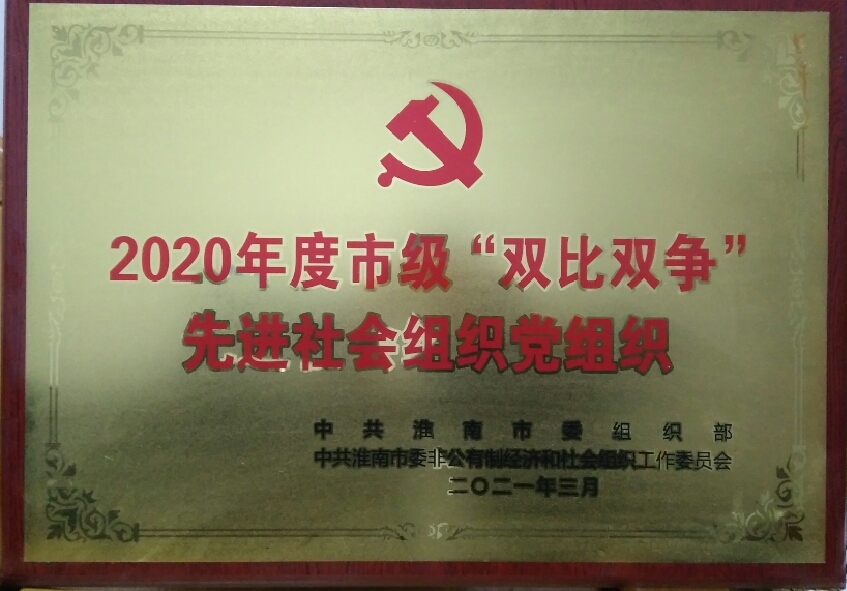 2020年度市级“双比双争”
先进社会组织党组织
中共淮南市委组织部
中共淮南市委非公有制经济和社会组织工作委员会
二〇二一年三月